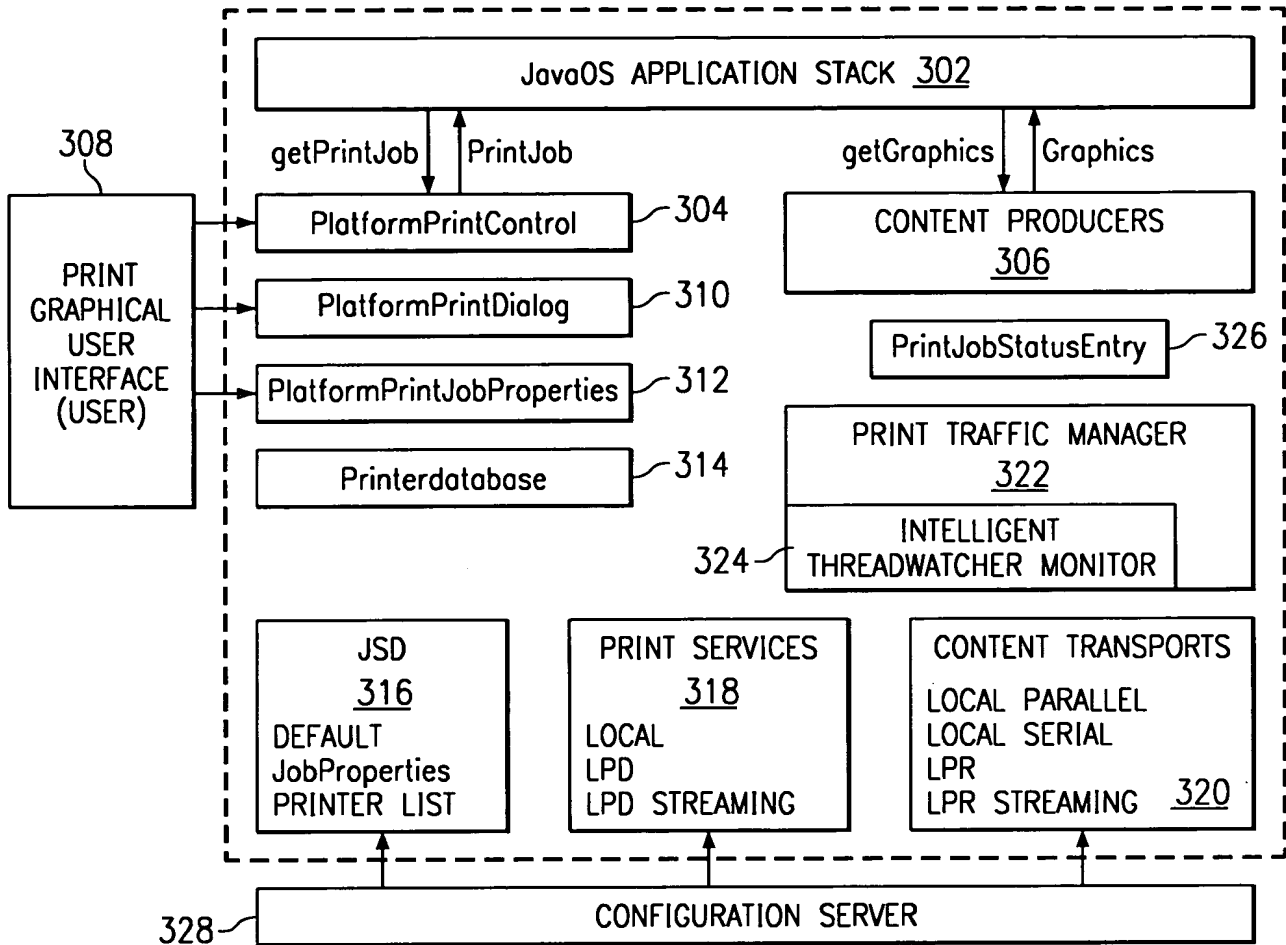 JavaOS APPLICATION STACK 302
getPrintJob
PrintJob
getGraphics
Graphics
308
PRINT
GRAPHICAL
USER
INTERFACE
(USER)
PlatformPrintControl
304
CONTENT PRODUCERS
306
PlatformPrintDialog
310
PrintJobStatusEntry
326
PlatformPrintJobProperties
312
Printerdatabase
314
PRINT TRAFFIC MANAGER
322
INTELLIGENT
THREADWATCHER MONITOR
324
JSD
316
DEFAULT
JobProperties
PRINTER LIST
PRINT SERVICES
318
LOCAL
LPD
LPD STREAMING
CONTENT TRANSPORTS
LOCAL PARALLEL
LOCAL SERIAL
LPR
LPR STREAMING 320
CONFIGURATION SERVER
328